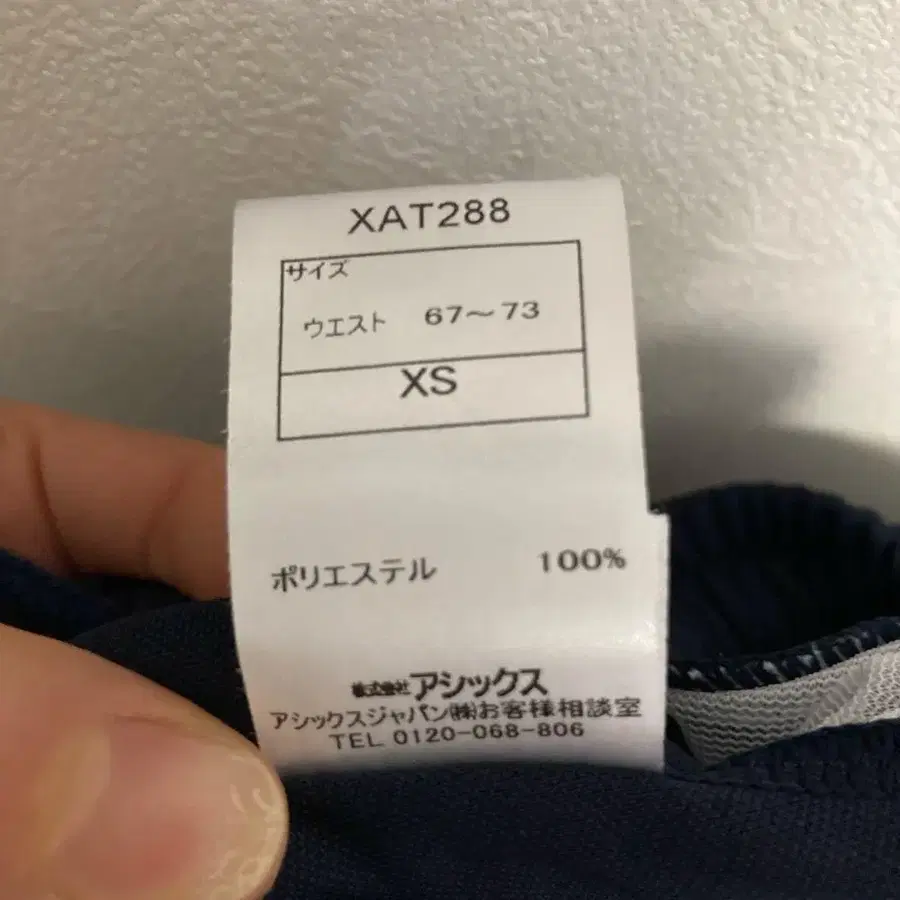 XAT288
サイズ
ウエスト 67～73
XS
ポリエステル 100%
株式会社アシックス
アシックスジャパン㈱お客様相談室
TEL 0120-068-806